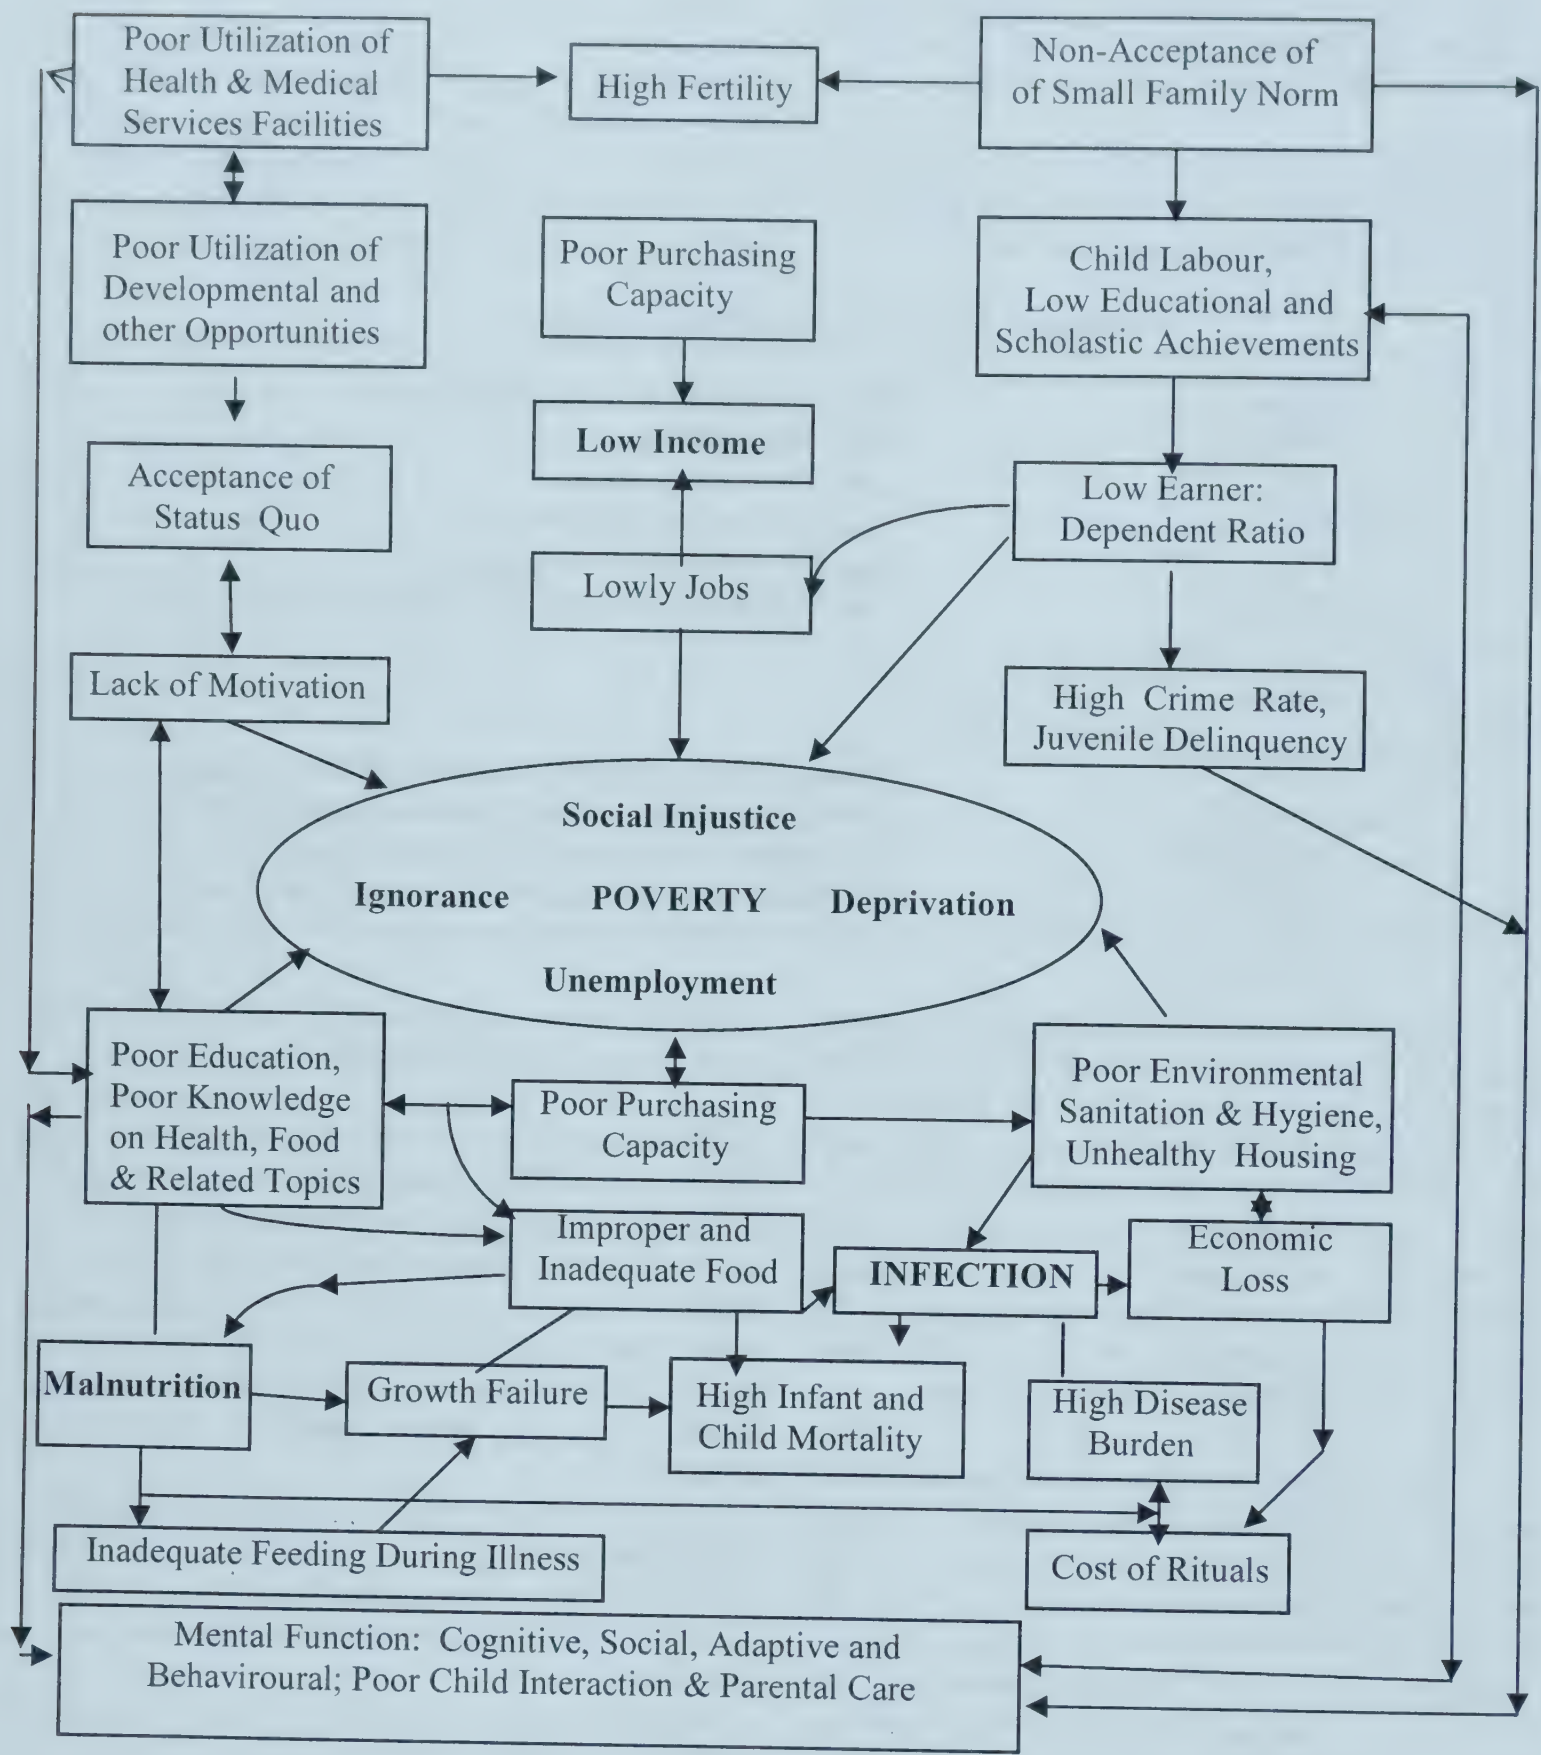 Poor Utilization of
Health & Medical
Services Facilities
High Fertility
Non-Acceptance of
of Small Family Norm
Poor Utilization of
Developmental and
other Opportunities
Poor Purchasing
Capacity
Child Labour,
Low Educational and
Scholastic Achievements
Low Income
Acceptance of
Status Quo
Low Earner:
Dependent Ratio
Lowly Jobs
Lack of Motivation
High Crime Rate,
Juvenile Delinquency
Social Injustice
Ignorance POVERTY Deprivation
Unemployment
Poor Education,
Poor Knowledge
on Health, Food
& Related Topics
Poor Purchasing
Capacity
Poor Environmental
Sanitation & Hygiene,
Unhealthy Housing
Improper and
Inadequate Food
INFECTION
Economic
Loss
Malnutrition
Growth Failure
High Infant and
Child Mortality
High Disease
Burden
Inadequate Feeding During Illness
Cost of Rituals
Mental Function: Cognitive, Social, Adaptive and
Behaviroural; Poor Child Interaction & Parental Care